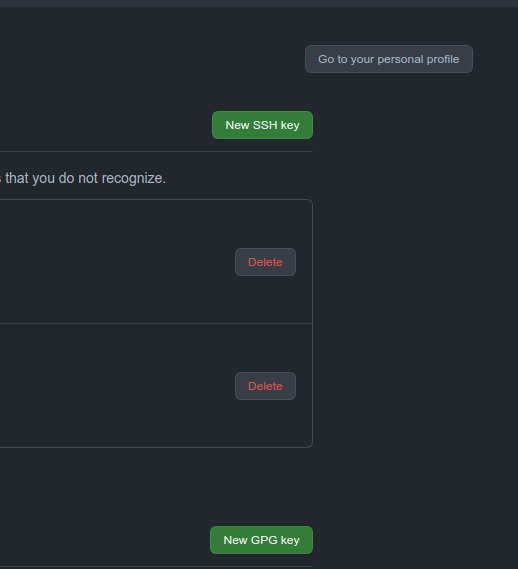 Go to your personal profile
New SSH key
that you do not recognize.
Delete
Delete
New GPG key